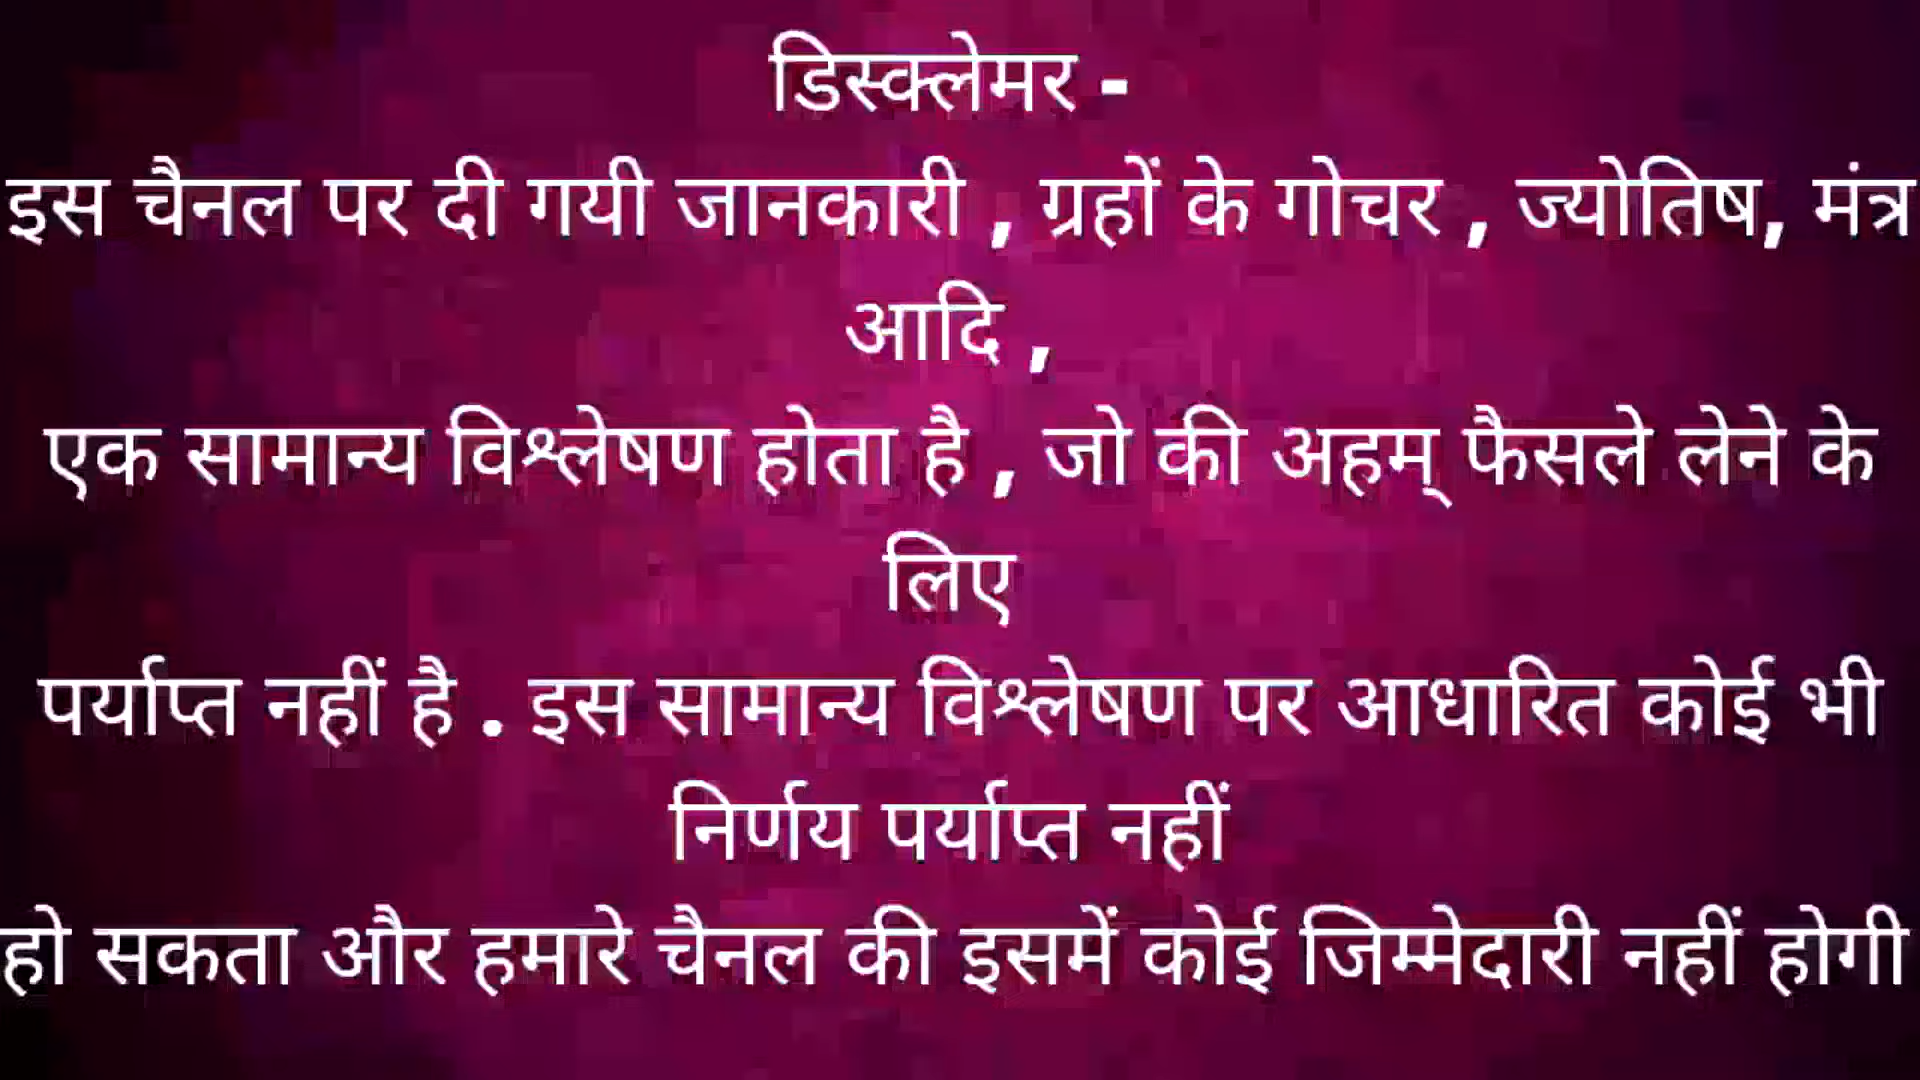 डिस्क्लेमर -
इस चैनल पर दी गयी जानकारी , ग्रहों के गोचर , ज्योतिष, मंत्र
आदि ,
एक सामान्य विश्लेषण होता है , जो की अहम् फैसले लेने के
लिए
पर्याप्त नहीं है . इस सामान्य विश्लेषण पर आधारित कोई भी
निर्णय पर्याप्त नहीं
हो सकता और हमारे चैनल की इसमें कोई जिम्मेदारी नहीं होगी